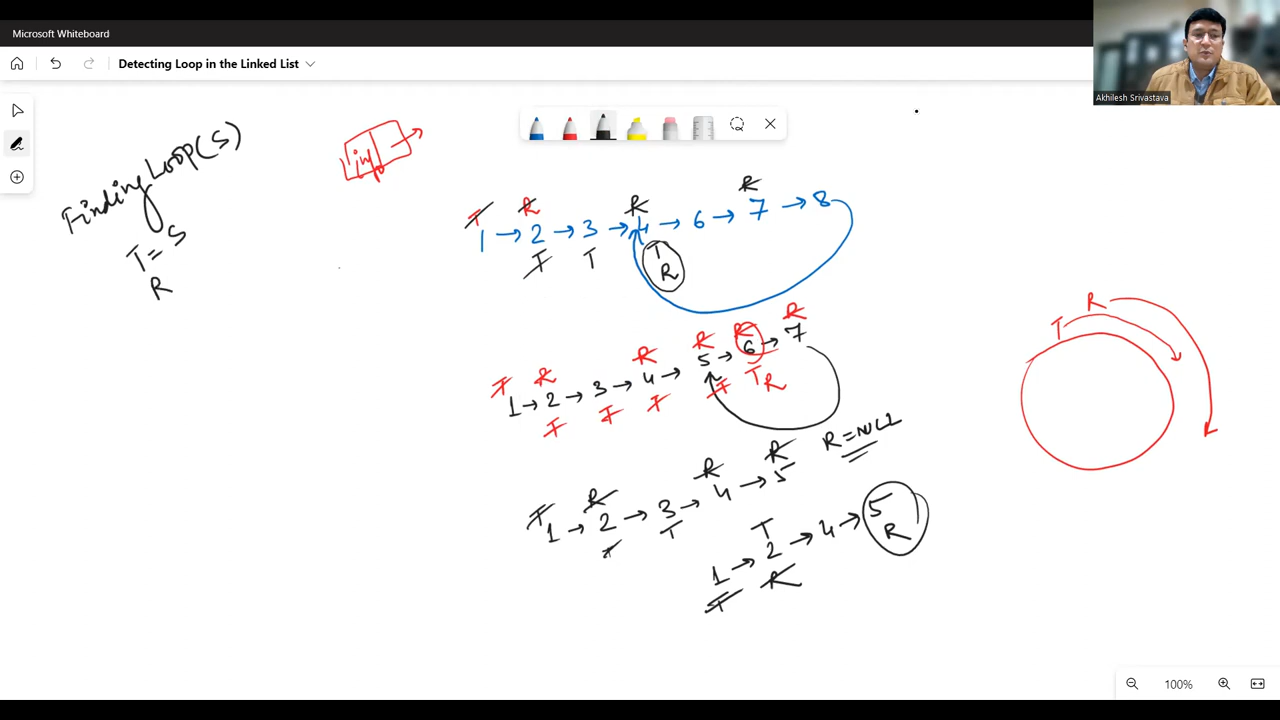 Microsoft Whiteboard
Detecting Loop in the Linked List
Akhilesh Srivastava
Finding Loop(S)
T = S
R
info
T R R R
1 → 2 → 3 → 4 → 6 → 7 → 8
T T T
R
R R R R R
T
1 → 2 → 3 → 4 → 5 → 6 → 7
T T T T T R
T R R R R = NULL
1 → 2 → 3 → 4 → 5
T T
T
1 → 2 → 4 → 5
T R R
T R
100%